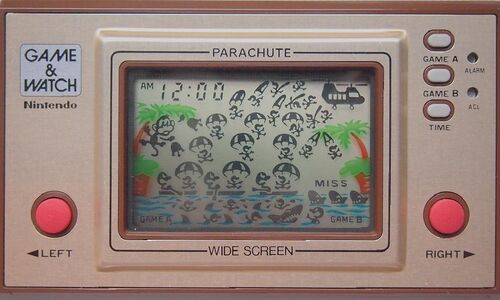 GAME
&
WATCH
Nintendo
PARACHUTE
AM 12:00
MISS
GAME A
GAME B
WIDE SCREEN
GAME A
ALARM
GAME B
ACL
TIME
◄LEFT
RIGHT►